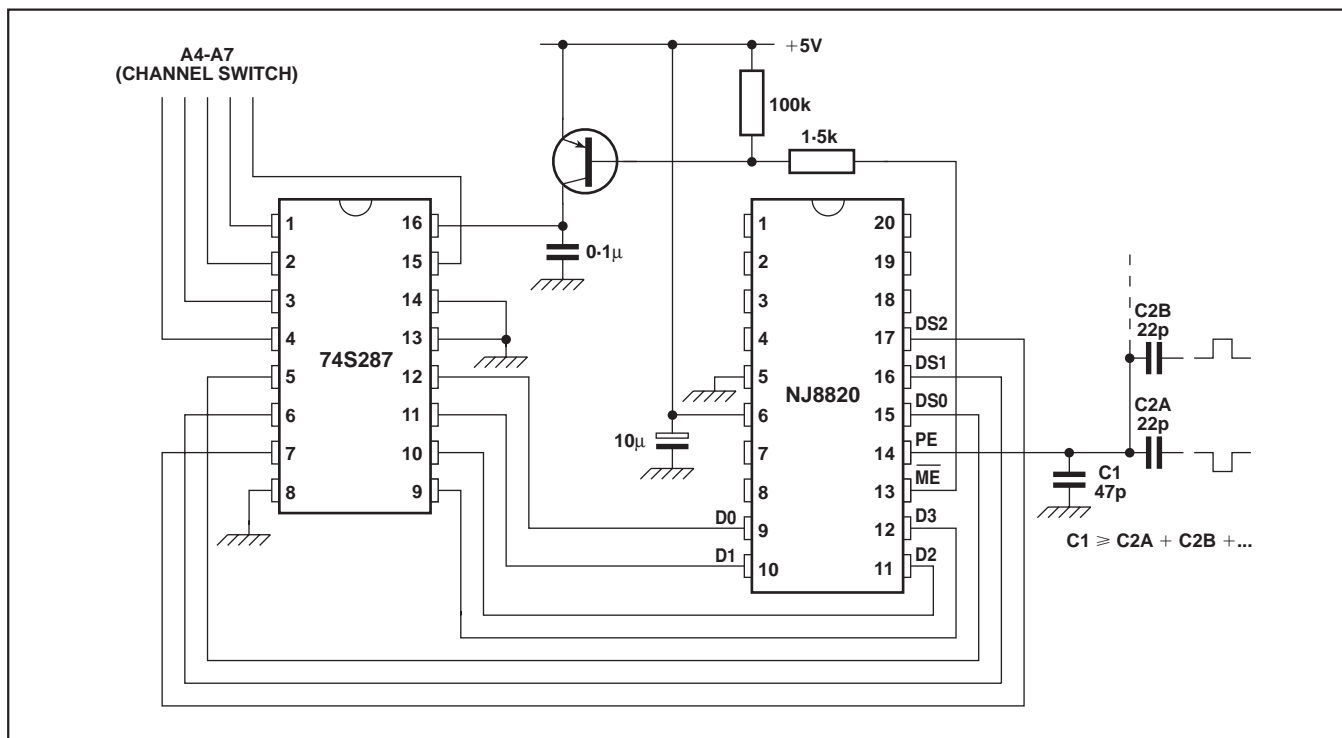 A4-A7
(CHANNEL SWITCH)
+5V
100k
1·5k
0·1μ
74S287
1
2
3
4
5
6
7
8
16
15
14
13
12
11
10
9
10μ
NJ8820
1
2
3
4
5
6
7
8
D0 9
D1 10
20
19
18
17 DS2
16 DS1
15 DS0
14 PE
13 ME
12 D3
11 D2
C2B
22p
C2A
22p
C1
47p
C1 ⩾ C2A + C2B +...